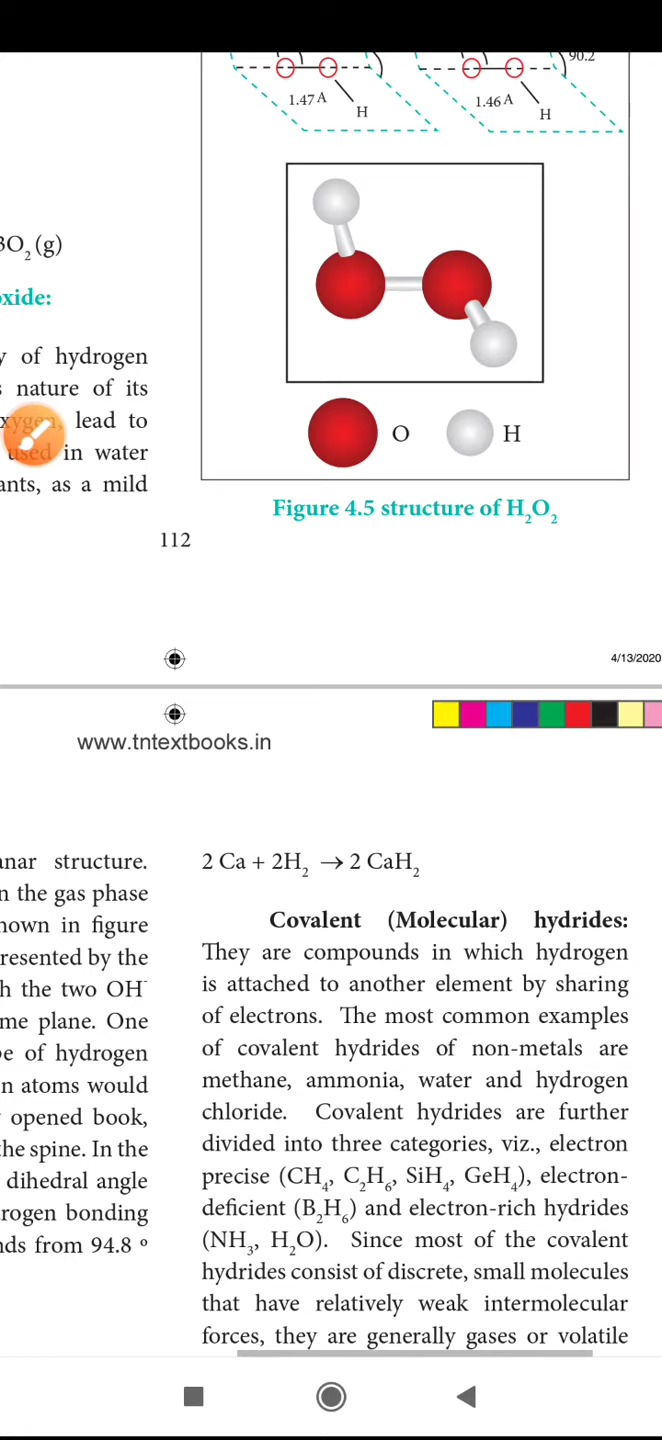 90.2
1.47 A
H
1.46 A
H
3O₂ (g)
oxide:
y of hydrogen
s nature of its
oxygen, lead to
used in water
ants, as a mild
O
H
Figure 4.5 structure of H₂O₂
112
4/13/2020
www.tntextbooks.in
anar structure.
n the gas phase
hown in figure
resented by the
h the two OH⁻
me plane. One
pe of hydrogen
n atoms would
y opened book,
the spine. In the
dihedral angle
rogen bonding
nds from 94.8 º
2 Ca + 2H₂ → 2 CaH₂
Covalent (Molecular) hydrides:
They are compounds in which hydrogen
is attached to another element by sharing
of electrons. The most common examples
of covalent hydrides of non-metals are
methane, ammonia, water and hydrogen
chloride. Covalent hydrides are further
divided into three categories, viz., electron
precise (CH₄, C₂H₆, SiH₄, GeH₄), electron-
deficient (B₂H₆) and electron-rich hydrides
(NH₃, H₂O). Since most of the covalent
hydrides consist of discrete, small molecules
that have relatively weak intermolecular
forces, they are generally gases or volatile